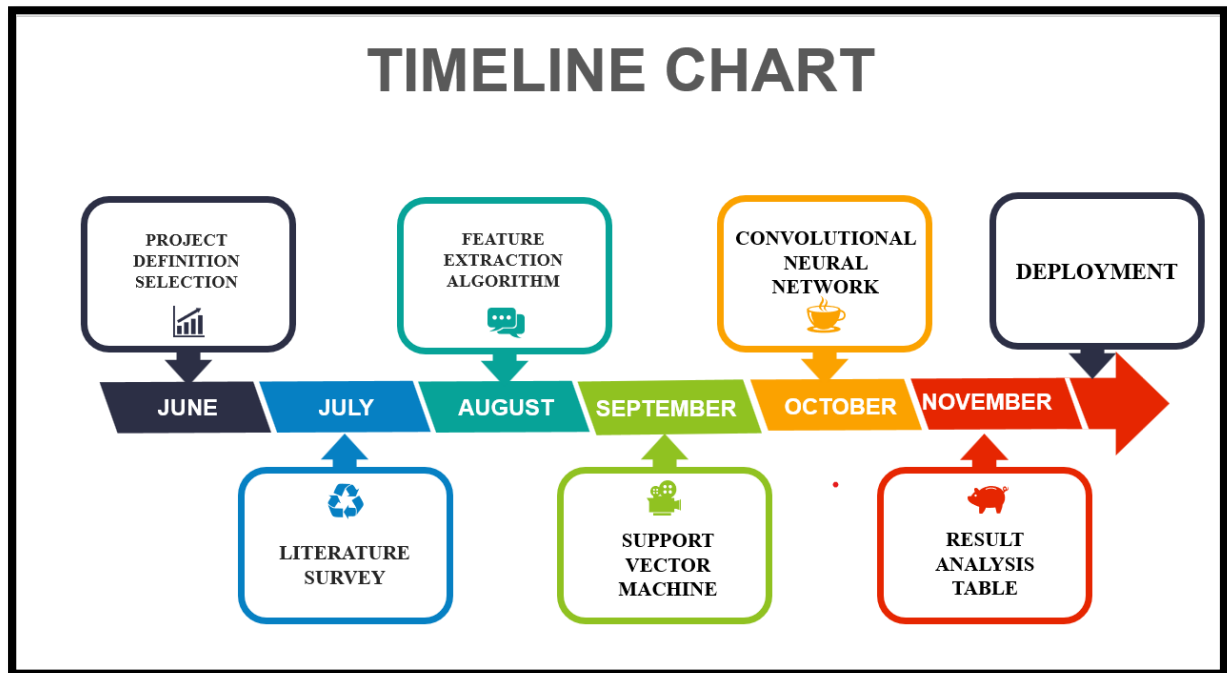 TIMELINE CHART
PROJECT
DEFINITION
SELECTION
FEATURE
EXTRACTION
ALGORITHM
CONVOLUTIONAL
NEURAL
NETWORK
DEPLOYMENT
JUNE
JULY
AUGUST
SEPTEMBER
OCTOBER
NOVEMBER
LITERATURE
SURVEY
SUPPORT
VECTOR
MACHINE
RESULT
ANALYSIS
TABLE